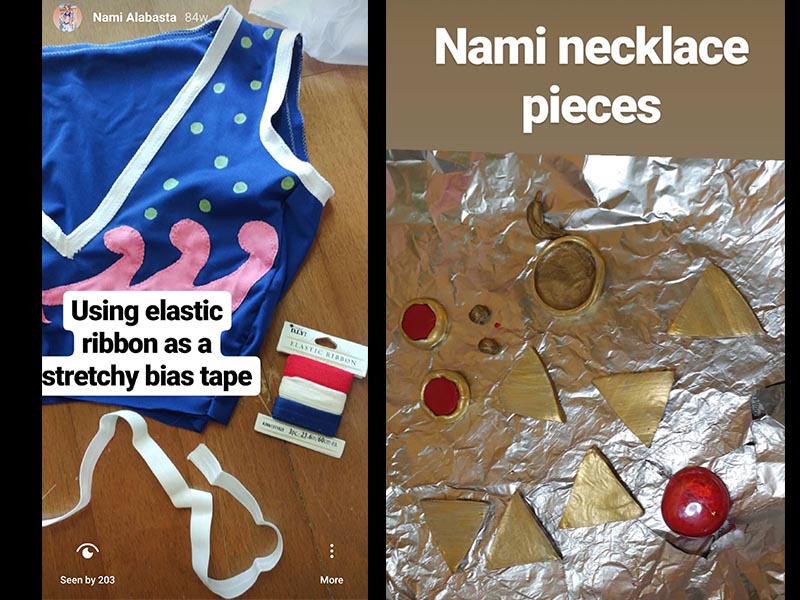 Nami Alabasta 84w
Using elastic
ribbon as a
stretchy bias tape
ELASTIC RIBBON
Seen by 203
More
Nami necklace
pieces